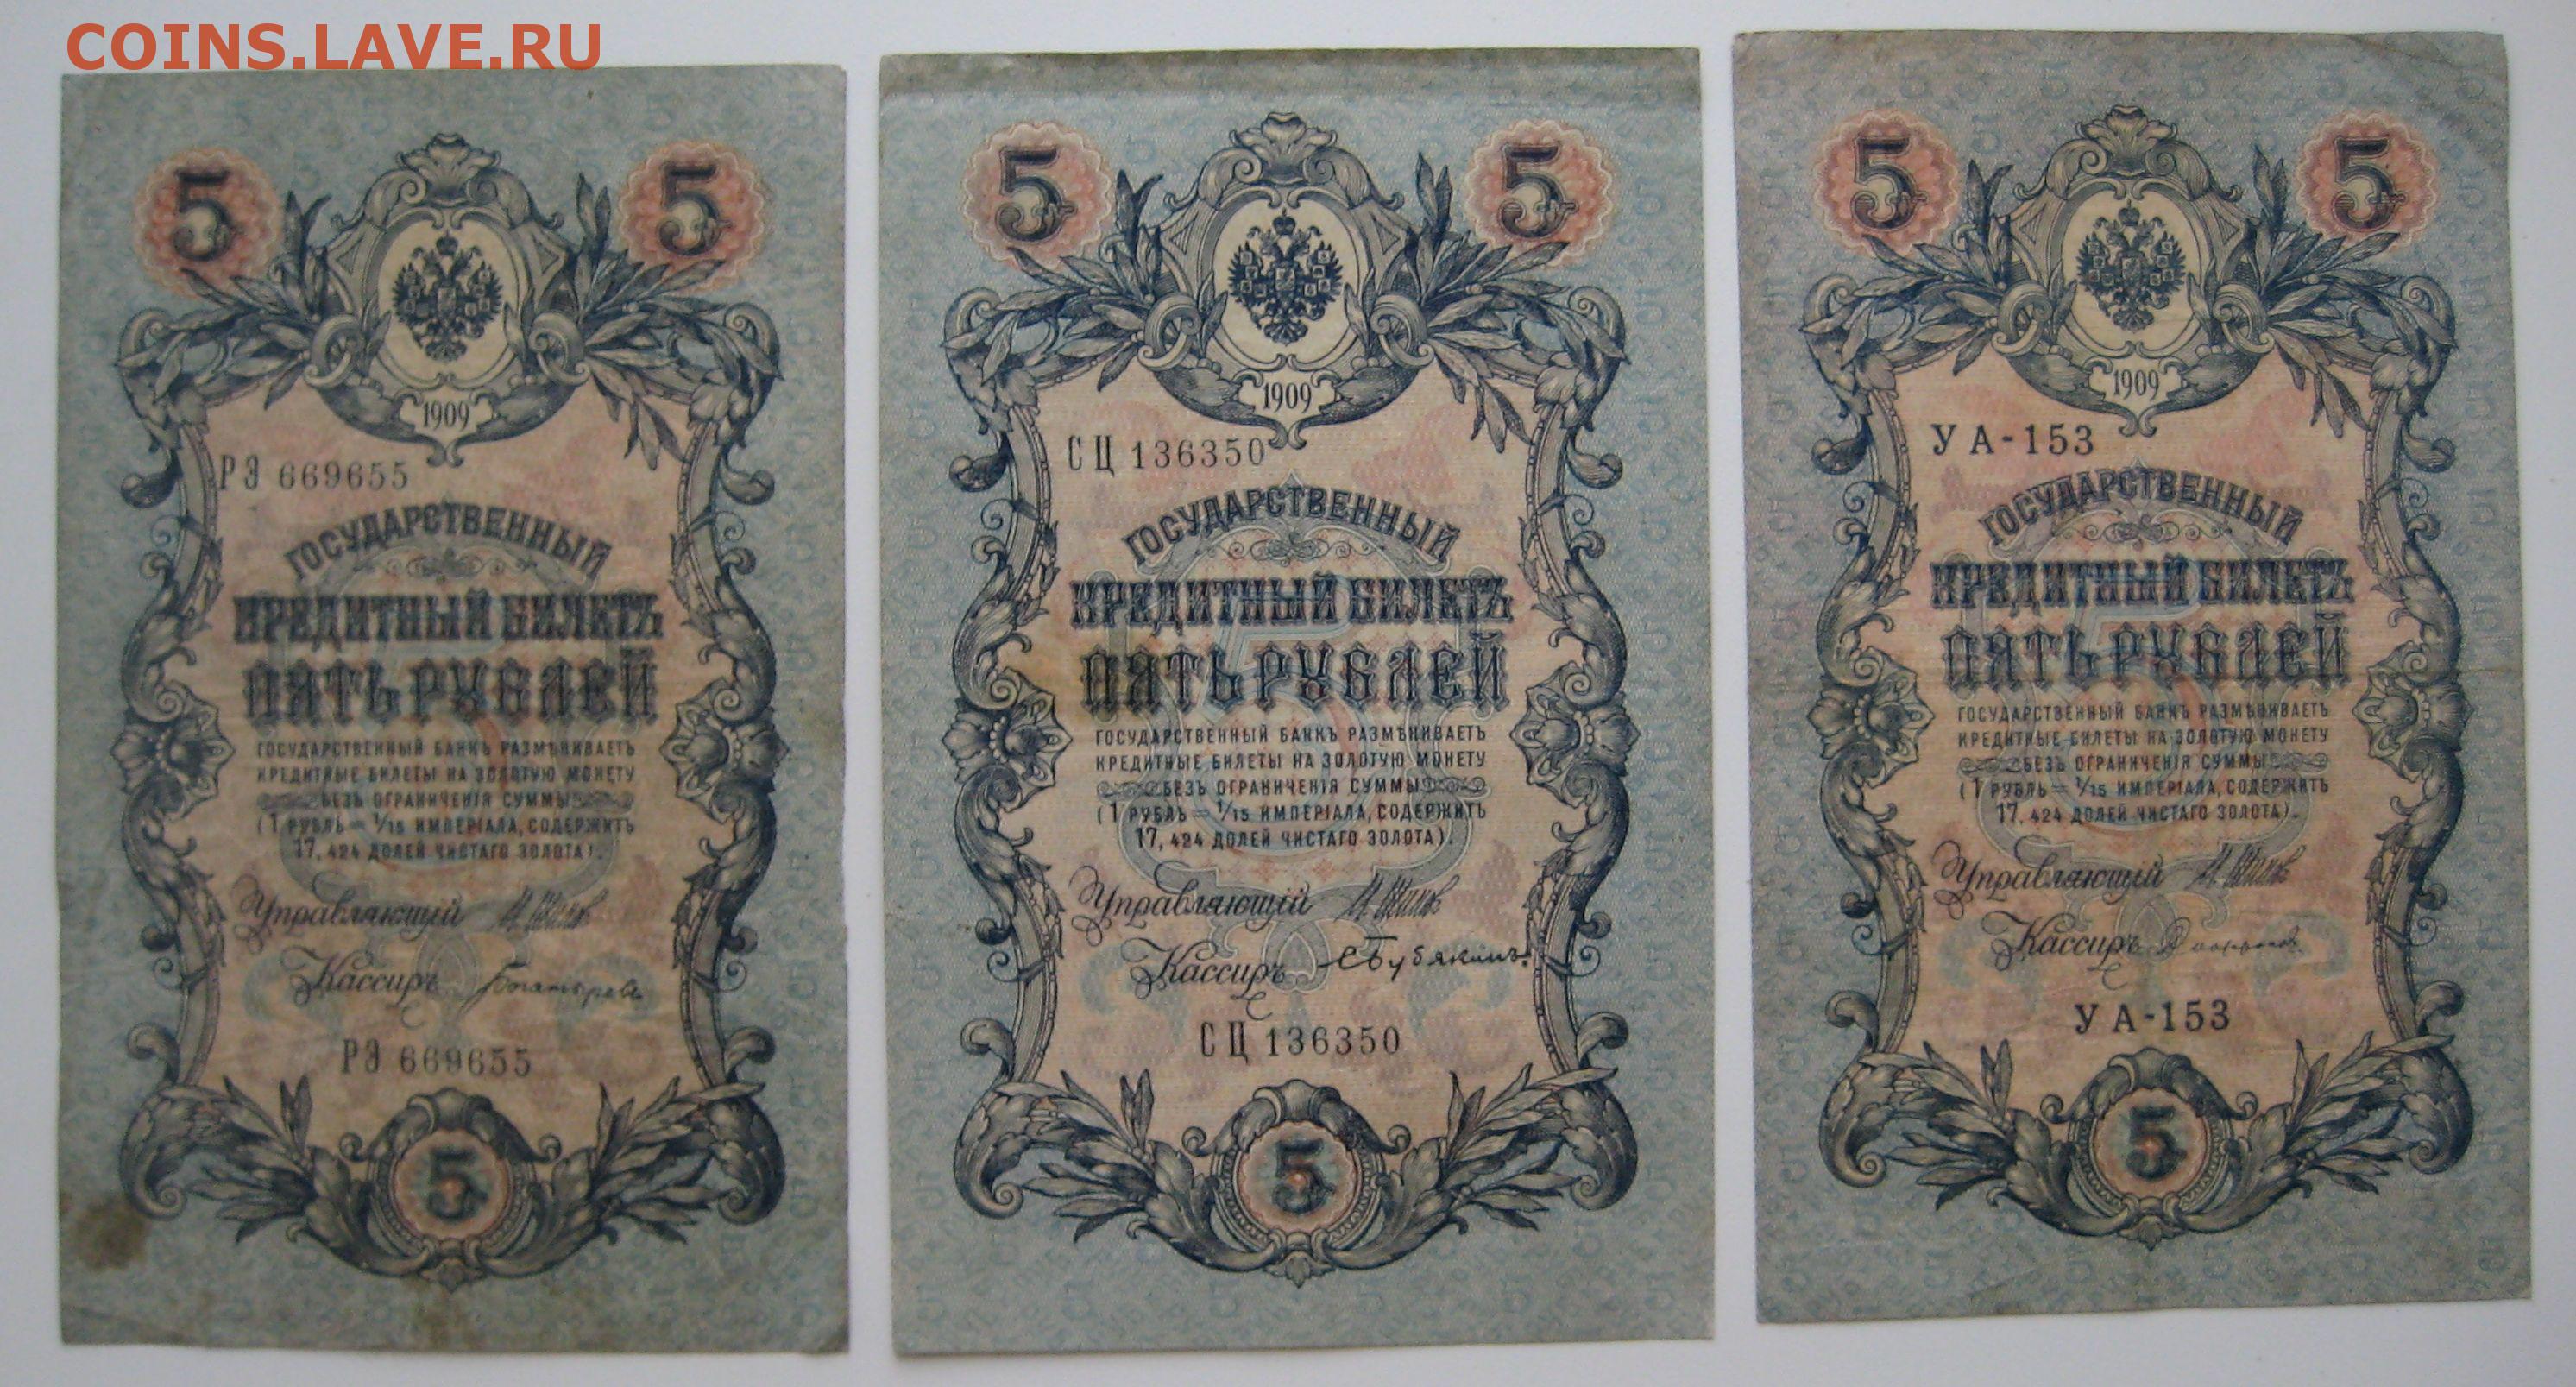 COINS.LAVE.RU
5 5
1909
РЭ 669655
ГОСУДАРСТВЕННЫЙ
КРЕДИТНЫЙ БИЛЕТЪ
ПЯТЬ РУБЛЕЙ
ГОСУДАРСТВЕННЫЙ БАНКЪ РАЗМѢНИВАЕТЪ
КРЕДИТНЫЕ БИЛЕТЫ НА ЗОЛОТУЮ МОНЕТУ
БЕЗЪ ОГРАНИЧЕНІЯ СУММЫ
(1 РУБЛЬ = 1/15 ИМПЕРІАЛА, СОДЕРЖИТЪ
17,424 ДОЛЕЙ ЧИСТАГО ЗОЛОТА).
Управляющій И.Шипов
Кассиръ Богатырев
РЭ 669655
5
5 5
1909
СЦ 136350
ГОСУДАРСТВЕННЫЙ
КРЕДИТНЫЙ БИЛЕТЪ
ПЯТЬ РУБЛЕЙ
ГОСУДАРСТВЕННЫЙ БАНКЪ РАЗМѢНИВАЕТЪ
КРЕДИТНЫЕ БИЛЕТЫ НА ЗОЛОТУЮ МОНЕТУ
БЕЗЪ ОГРАНИЧЕНІЯ СУММЫ
(1 РУБЛЬ = 1/15 ИМПЕРІАЛА, СОДЕРЖИТЪ
17,424 ДОЛЕЙ ЧИСТАГО ЗОЛОТА).
Управляющій И.Шипов
Кассиръ СБубякинъ.
СЦ 136350
5
5 5
1909
УА-153
ГОСУДАРСТВЕННЫЙ
КРЕДИТНЫЙ БИЛЕТЪ
ПЯТЬ РУБЛЕЙ
ГОСУДАРСТВЕННЫЙ БАНКЪ РАЗМѢНИВАЕТЪ
КРЕДИТНЫЕ БИЛЕТЫ НА ЗОЛОТУЮ МОНЕТУ
БЕЗЪ ОГРАНИЧЕНІЯ СУММЫ
(1 РУБЛЬ = 1/15 ИМПЕРІАЛА, СОДЕРЖИТЪ
17,424 ДОЛЕЙ ЧИСТАГО ЗОЛОТА).
Управляющій И.Шипов
Кассиръ
УА-153
5